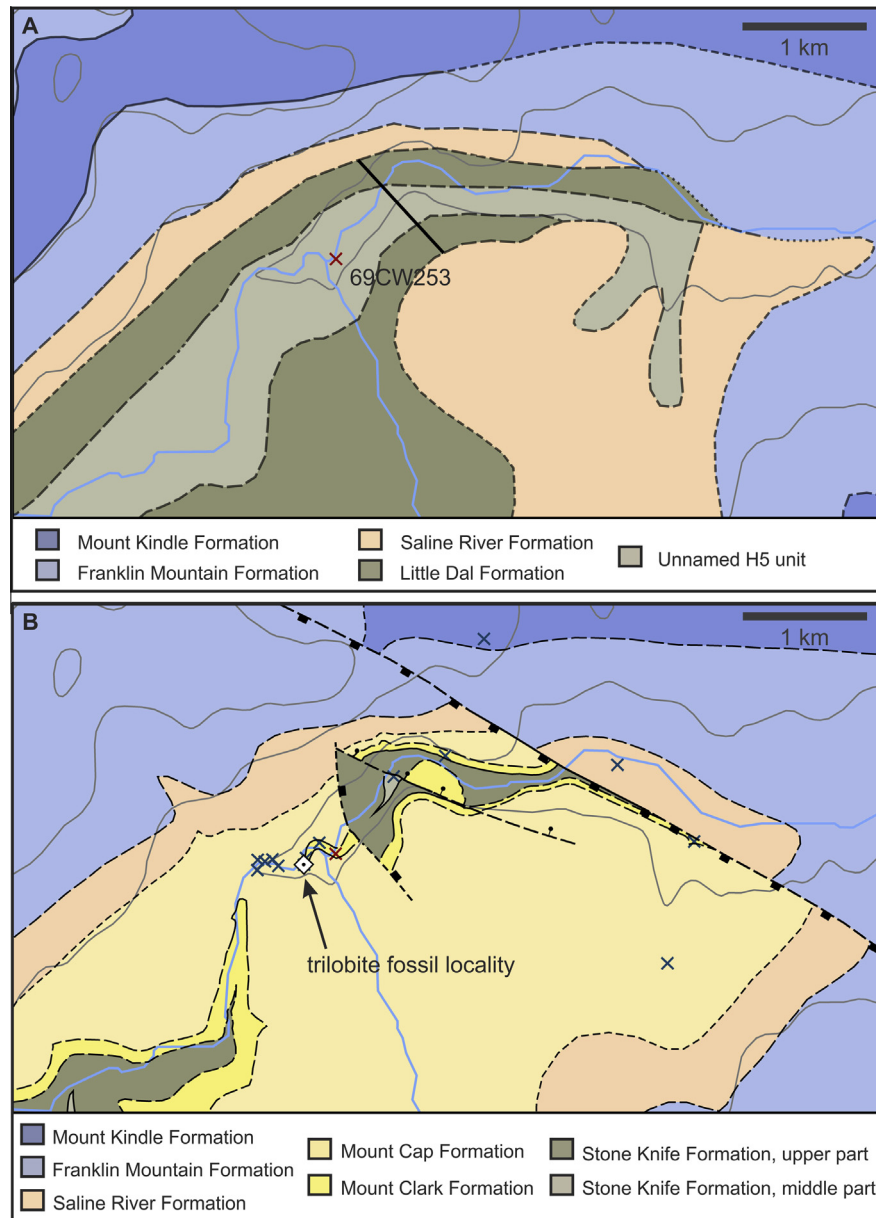 A
1 km
69CW253
Mount Kindle Formation
Franklin Mountain Formation
Saline River Formation
Little Dal Formation
Unnamed H5 unit
B
1 km
trilobite fossil locality
Mount Kindle Formation
Franklin Mountain Formation
Saline River Formation
Mount Cap Formation
Mount Clark Formation
Stone Knife Formation, upper part
Stone Knife Formation, middle part